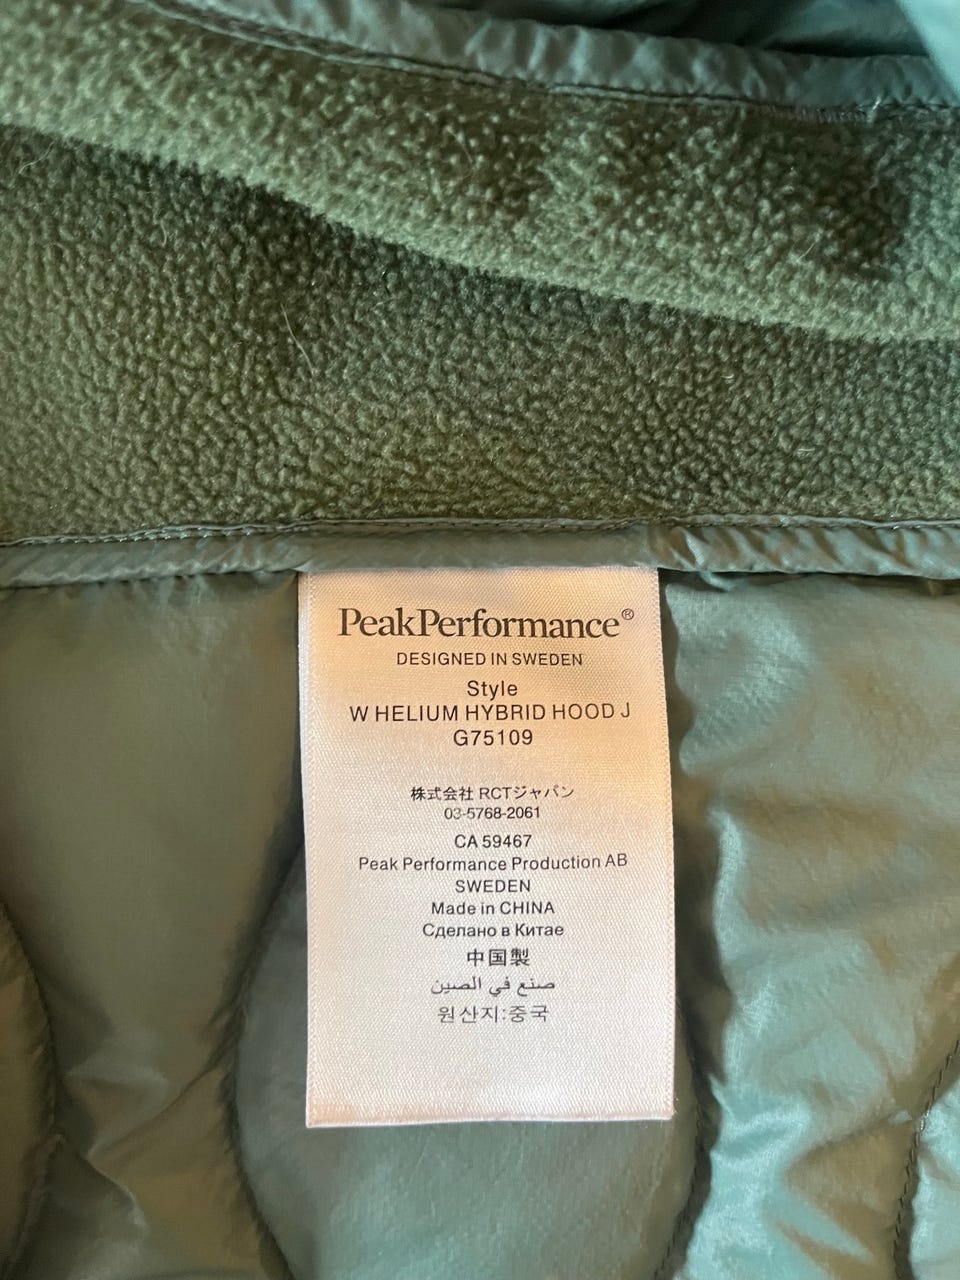 PeakPerformance®
DESIGNED IN SWEDEN
Style
W HELIUM HYBRID HOOD J
G75109
株式会社 RCTジャパン
03-5768-2061
CA 59467
Peak Performance Production AB
SWEDEN
Made in CHINA
Сделано в Китае
中国製
صنع في الصين
원산지:중국